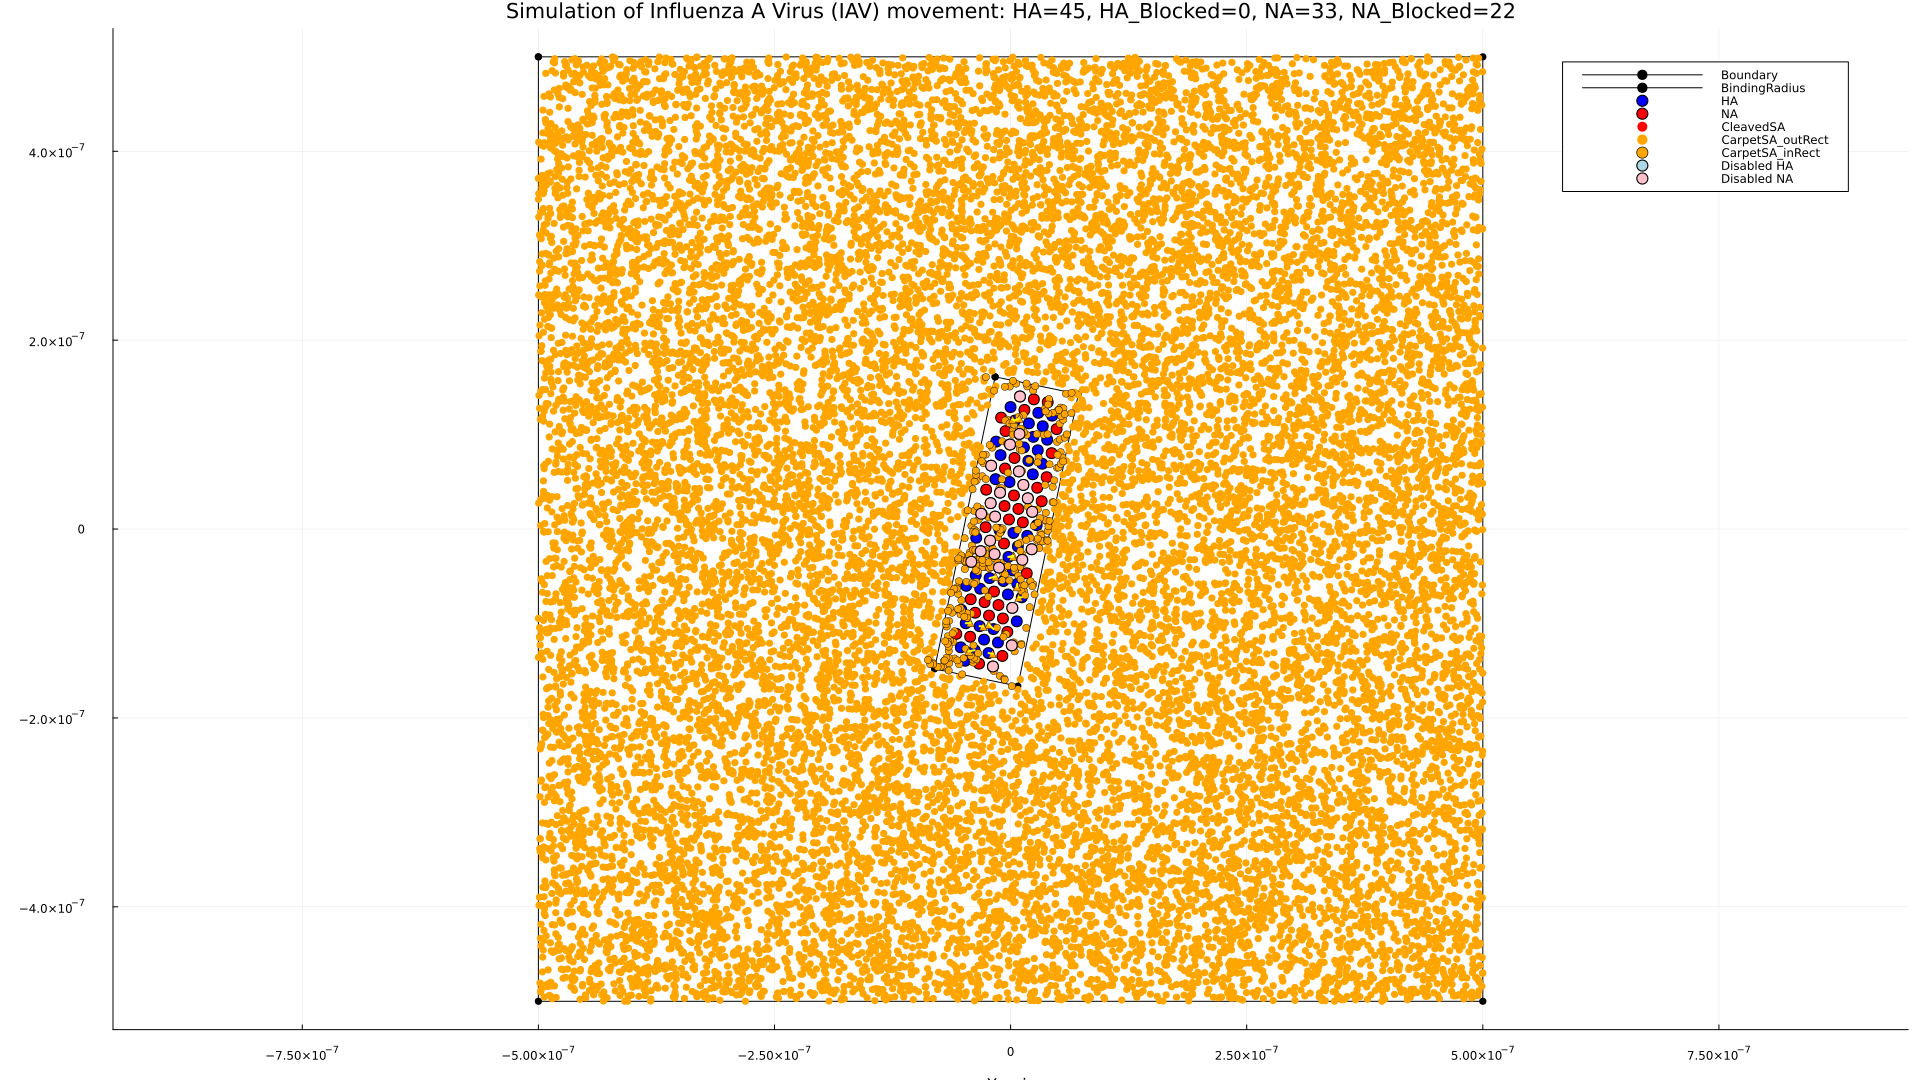 Simulation of Influenza A Virus (IAV) movement: HA=45, HA_Blocked=0, NA=33, NA_Blocked=22
Boundary
BindingRadius
HA
NA
CleavedSA
CarpetSA_outRect
CarpetSA_inRect
Disabled HA
Disabled NA
4.0×10⁻⁷
2.0×10⁻⁷
0
−2.0×10⁻⁷
−4.0×10⁻⁷
−7.50×10⁻⁷
−5.00×10⁻⁷
−2.50×10⁻⁷
0
2.50×10⁻⁷
5.00×10⁻⁷
7.50×10⁻⁷